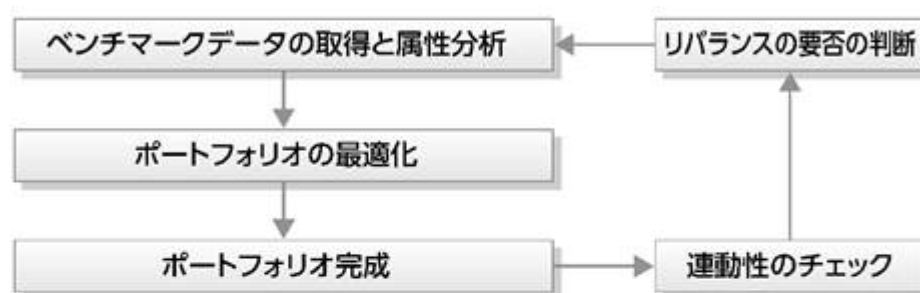 ベンチマークデータの取得と属性分析
リバランスの要否の判断
ポートフォリオの最適化
ポートフォリオ完成
連動性のチェック